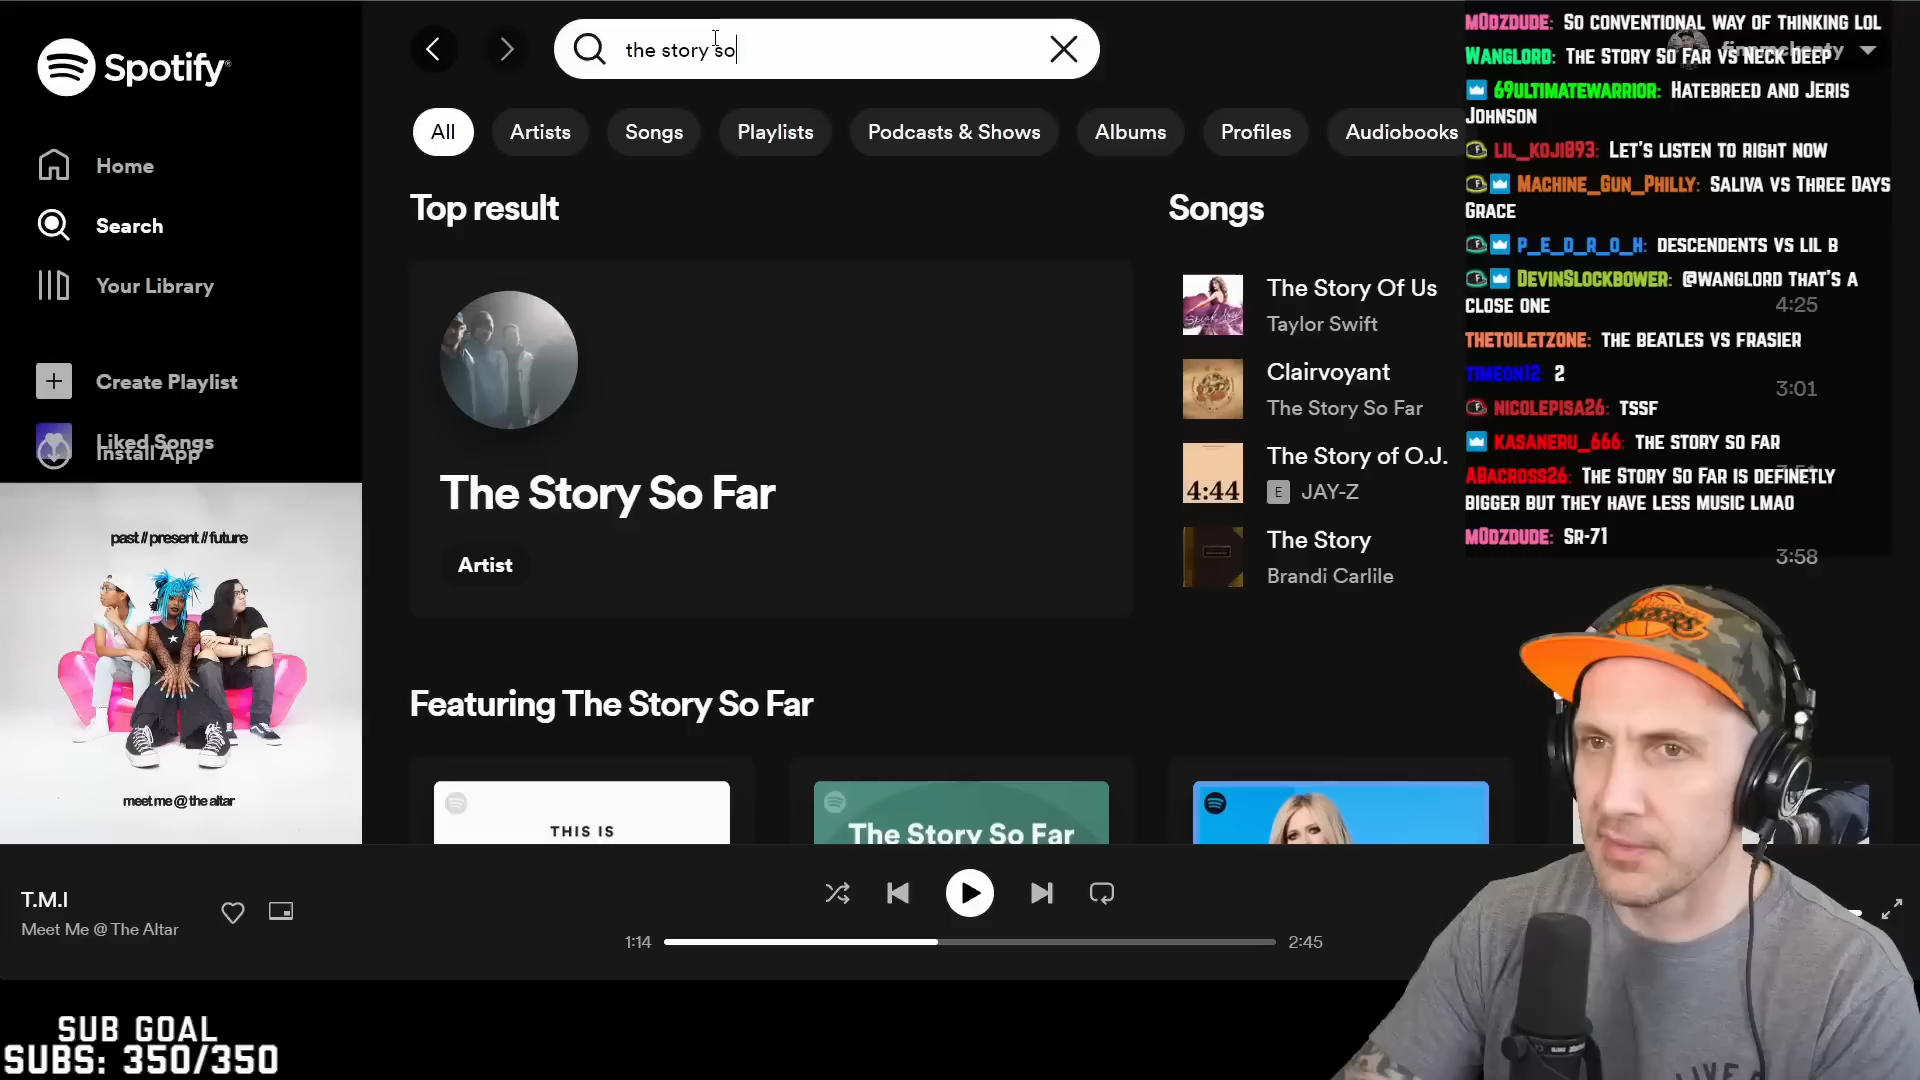 Spotify
Home
Search
Your Library
Create Playlist
Liked Songs
Install App
past // present // future
meet me @ the altar
the story so
All
Artists
Songs
Playlists
Podcasts & Shows
Albums
Profiles
Audiobooks
Top result
The Story So Far
Artist
Songs
The Story Of Us
Taylor Swift
4:25
Clairvoyant
The Story So Far
3:01
4:44
The Story of O.J.
E JAY-Z
The Story
Brandi Carlile
3:58
Featuring The Story So Far
THIS IS
The Story So Far
M0DZDUDE: SO CONVENTIONAL WAY OF THINKING LOL
WANGLORD: THE STORY SO FAR VS NECK DEEP
69ULTIMATEWARRIOR: HATEBREED AND JERIS
JOHNSON
LIL_KOJI893: LET'S LISTEN TO RIGHT NOW
MACHINE_GUN_PHILLY: SALIVA VS THREE DAYS
GRACE
P_E_D_R_O_H: DESCENDENTS VS LIL B
DEVINSLOCKBOWER: @WANGLORD THAT'S A
CLOSE ONE
THETOILETZONE: THE BEATLES VS FRASIER
TIMEON12: 2
NICOLEPISA26: TSSF
KASANERU_666: THE STORY SO FAR
ABACROSS26: THE STORY SO FAR IS DEFINETLY
BIGGER BUT THEY HAVE LESS MUSIC LMAO
M0DZDUDE: SR-71
T.M.I
Meet Me @ The Altar
1:14
2:45
SUB GOAL
SUBS: 350/350